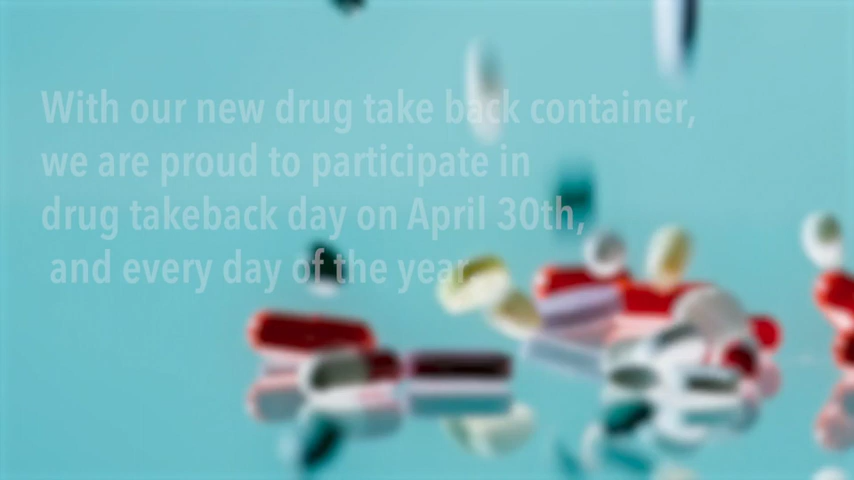 With our new drug take back container,
we are proud to participate in
drug takeback day on April 30th,
and every day of the year